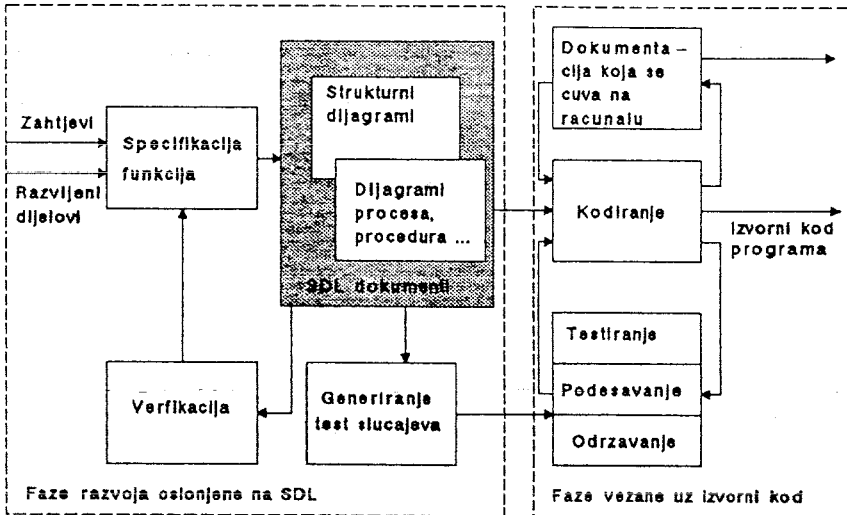 Zahtjevi
Razvijeni
dijelovi
Specifikacija
funkcija
Strukturni
dijagrami
Dijagrami
procesa,
procedura ...
SDL dokumenti
Verfikacija
Generiranje
test slucajeva
Faze razvoja oslonjene na SDL
Dokumenta –
cija koja se
cuva na
racunalu
Kodiranje
Izvorni kod
programa
Testiranje
Podesavanje
Odrzavanje
Faze vezane uz izvorni kod